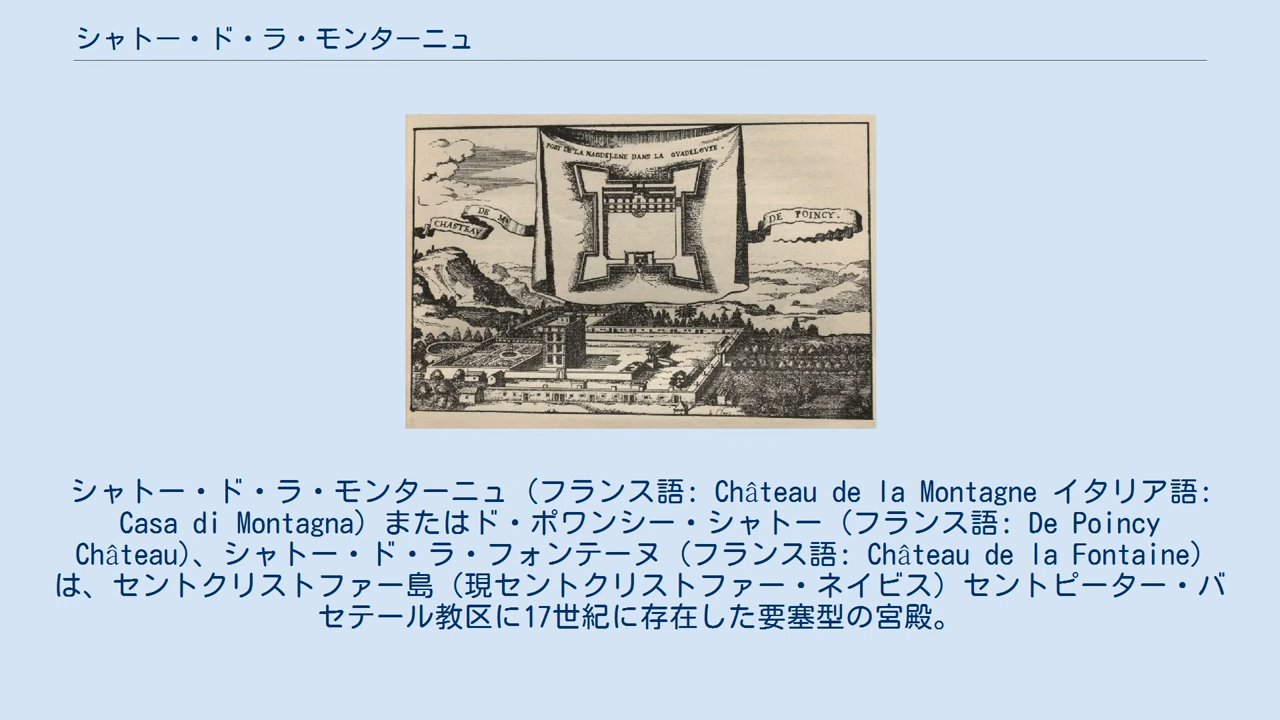 シャトー・ド・ラ・モンターニュ
FORT DE LA MAGDELENE DANS LA GVADELOVPE.
CHASTEAV
DE Mr
DE POINCY.
シャトー・ド・ラ・モンターニュ（フランス語: Château de la Montagne イタリア語:
Casa di Montagna）またはド・ポワンシー・シャトー（フランス語: De Poincy
Château)、シャトー・ド・ラ・フォンテーヌ（フランス語: Château de la Fontaine）
は、セントクリストファー島（現セントクリストファー・ネイビス）セントピーター・バ
セテール教区に17世紀に存在した要塞型の宮殿。